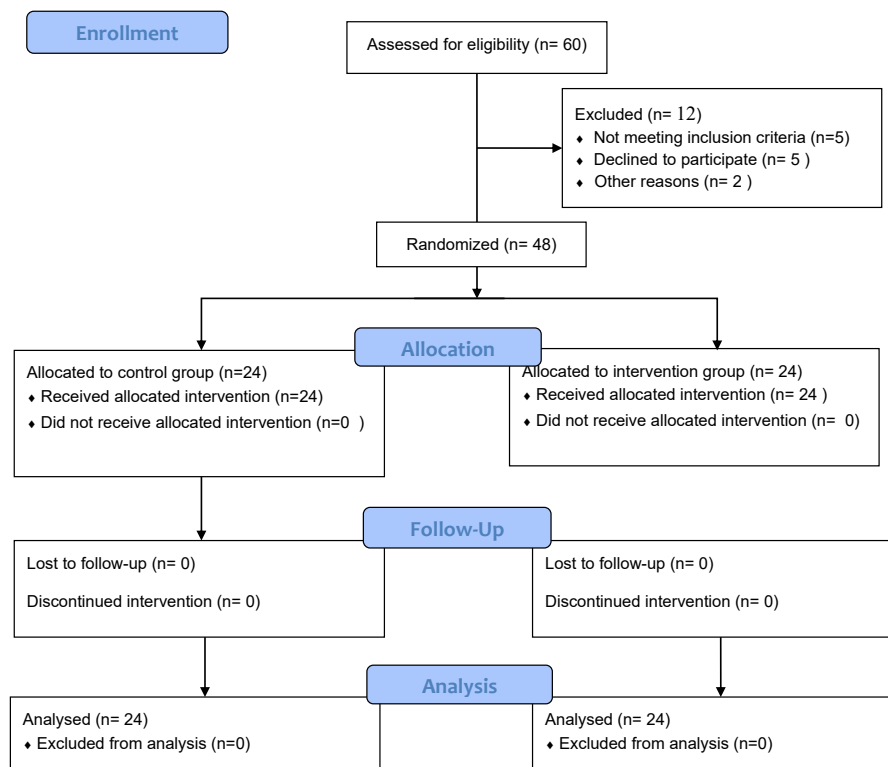 Enrollment
Assessed for eligibility (n= 60)
Excluded (n= 12)
♦ Not meeting inclusion criteria (n=5)
♦ Declined to participate (n= 5 )
♦ Other reasons (n= 2 )
Randomized (n= 48)
Allocation
Allocated to control group (n=24)
♦ Received allocated intervention (n=24)
♦ Did not receive allocated intervention (n=0 )
Allocated to intervention group (n= 24)
♦ Received allocated intervention (n= 24 )
♦ Did not receive allocated intervention (n= 0)
Follow-Up
Lost to follow-up (n= 0)
Discontinued intervention (n= 0)
Lost to follow-up (n= 0)
Discontinued intervention (n= 0)
Analysis
Analysed (n= 24)
♦ Excluded from analysis (n=0)
Analysed (n= 24)
♦ Excluded from analysis (n=0)